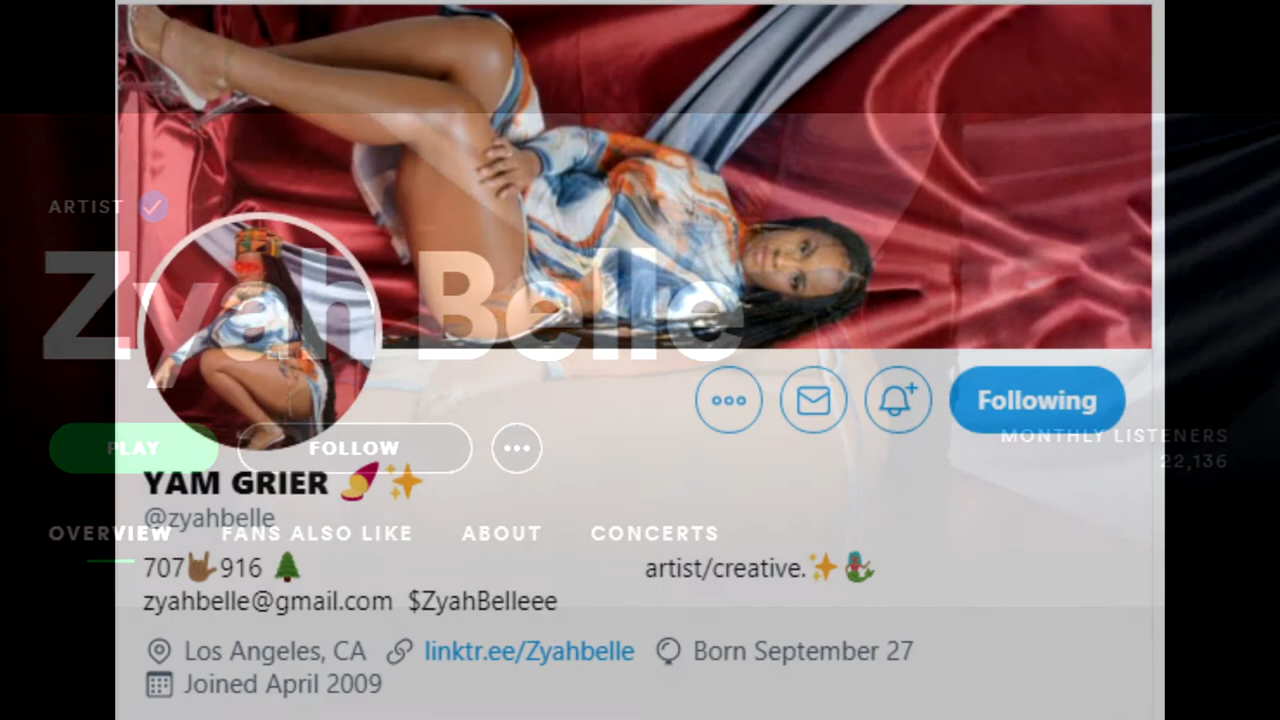 ARTIST
Zyah Belle
Following
MONTHLY LISTENERS
22,136
PLAY FOLLOW
YAM GRIER
@zyahbelle
OVERVIEW FANS ALSO LIKE ABOUT CONCERTS
707🤟🏾916 🌲 artist/creative.✨🧜🏾‍♀️
zyahbelle@gmail.com $ZyahBelleee
Los Angeles, CA linktr.ee/Zyahbelle Born September 27
Joined April 2009